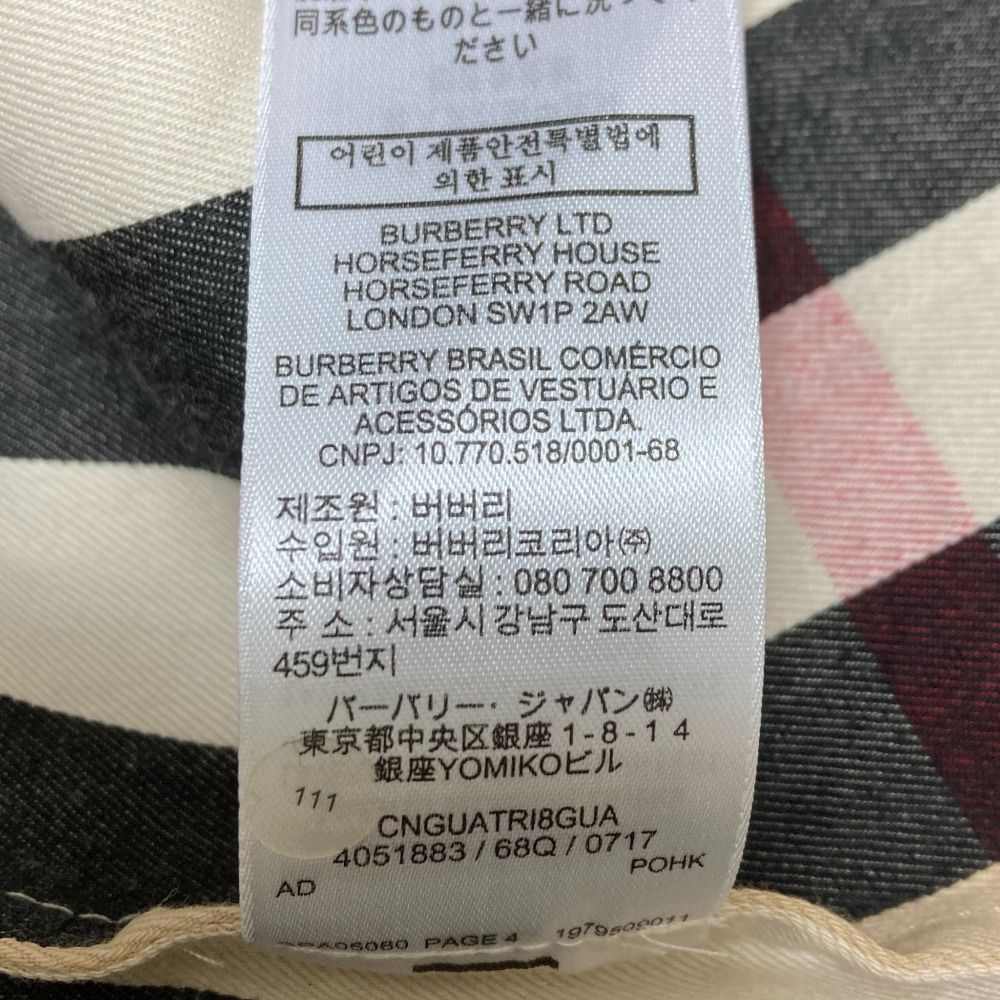 同系色のものと一緒に洗って
ださい
어린이 제품안전특별법에
의한 표시
BURBERRY LTD
HORSEFERRY HOUSE
HORSEFERRY ROAD
LONDON SW1P 2AW
BURBERRY BRASIL COMÉRCIO
DE ARTIGOS DE VESTUÁRIO E
ACESSÓRIOS LTDA.
CNPJ: 10.770.518/0001-68
제조원 : 버버리
수입원 : 버버리코리아㈜
소비자상담실 : 080 700 8800
주 소 : 서울시 강남구 도산대로
459번지
バーバリー・ジャパン㈱
東京都中央区銀座 1 - 8 - 1 4
銀座YOMIKOビル
111
CNGUATRI8GUA
4051883 / 68Q / 0717
POHK
AD
PAGE 4